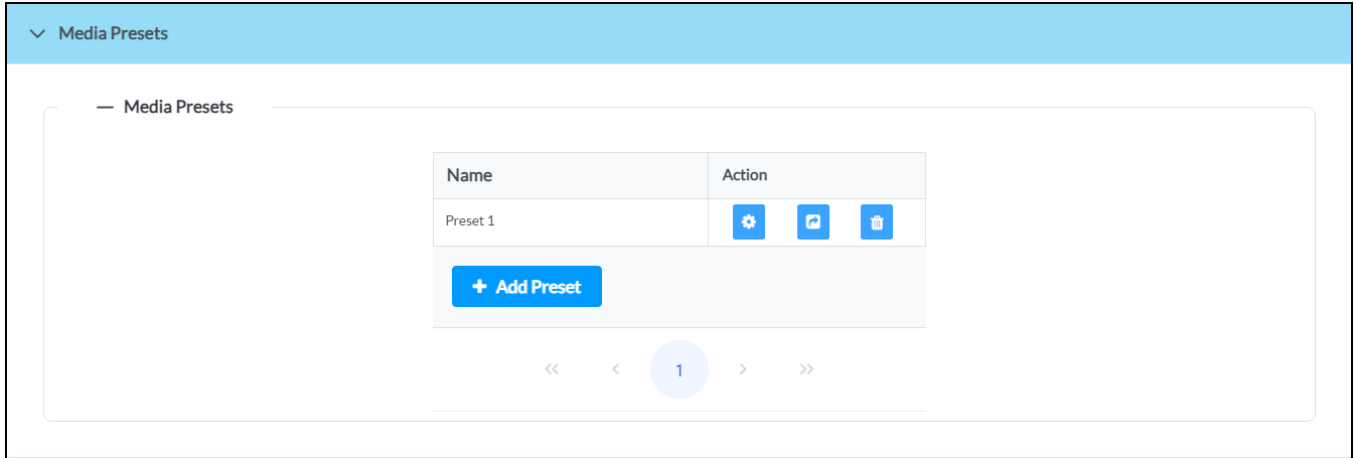 Media Presets
Media Presets
Name Action
Preset 1
+ Add Preset
<< < 1 > >>